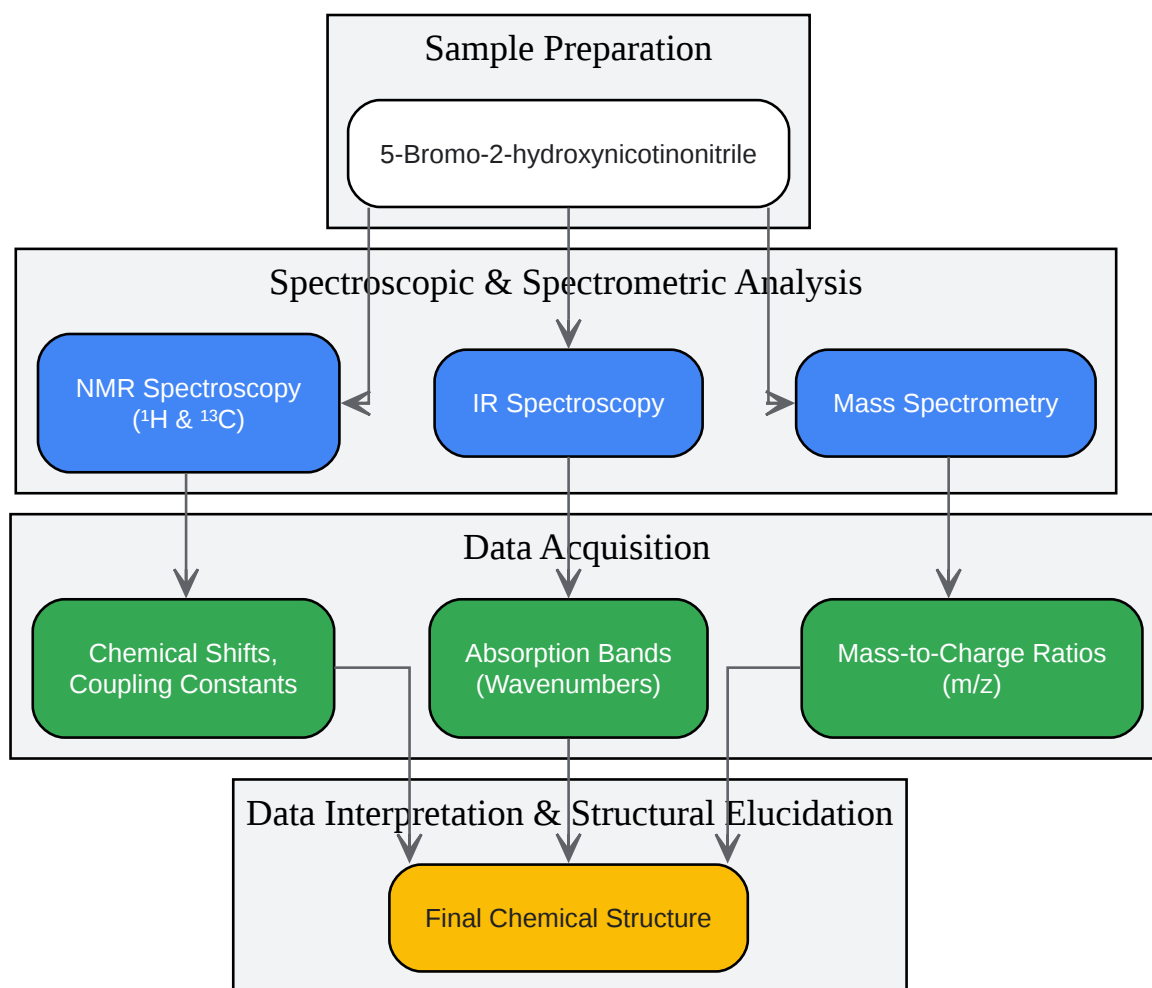 Sample Preparation
5-Bromo-2-hydroxynicotinonitrile
Spectroscopic & Spectrometric Analysis
NMR Spectroscopy
(¹H & ¹³C)
IR Spectroscopy
Mass Spectrometry
Data Acquisition
Chemical Shifts,
Coupling Constants
Absorption Bands
(Wavenumbers)
Mass-to-Charge Ratios
(m/z)
Data Interpretation & Structural Elucidation
Final Chemical Structure